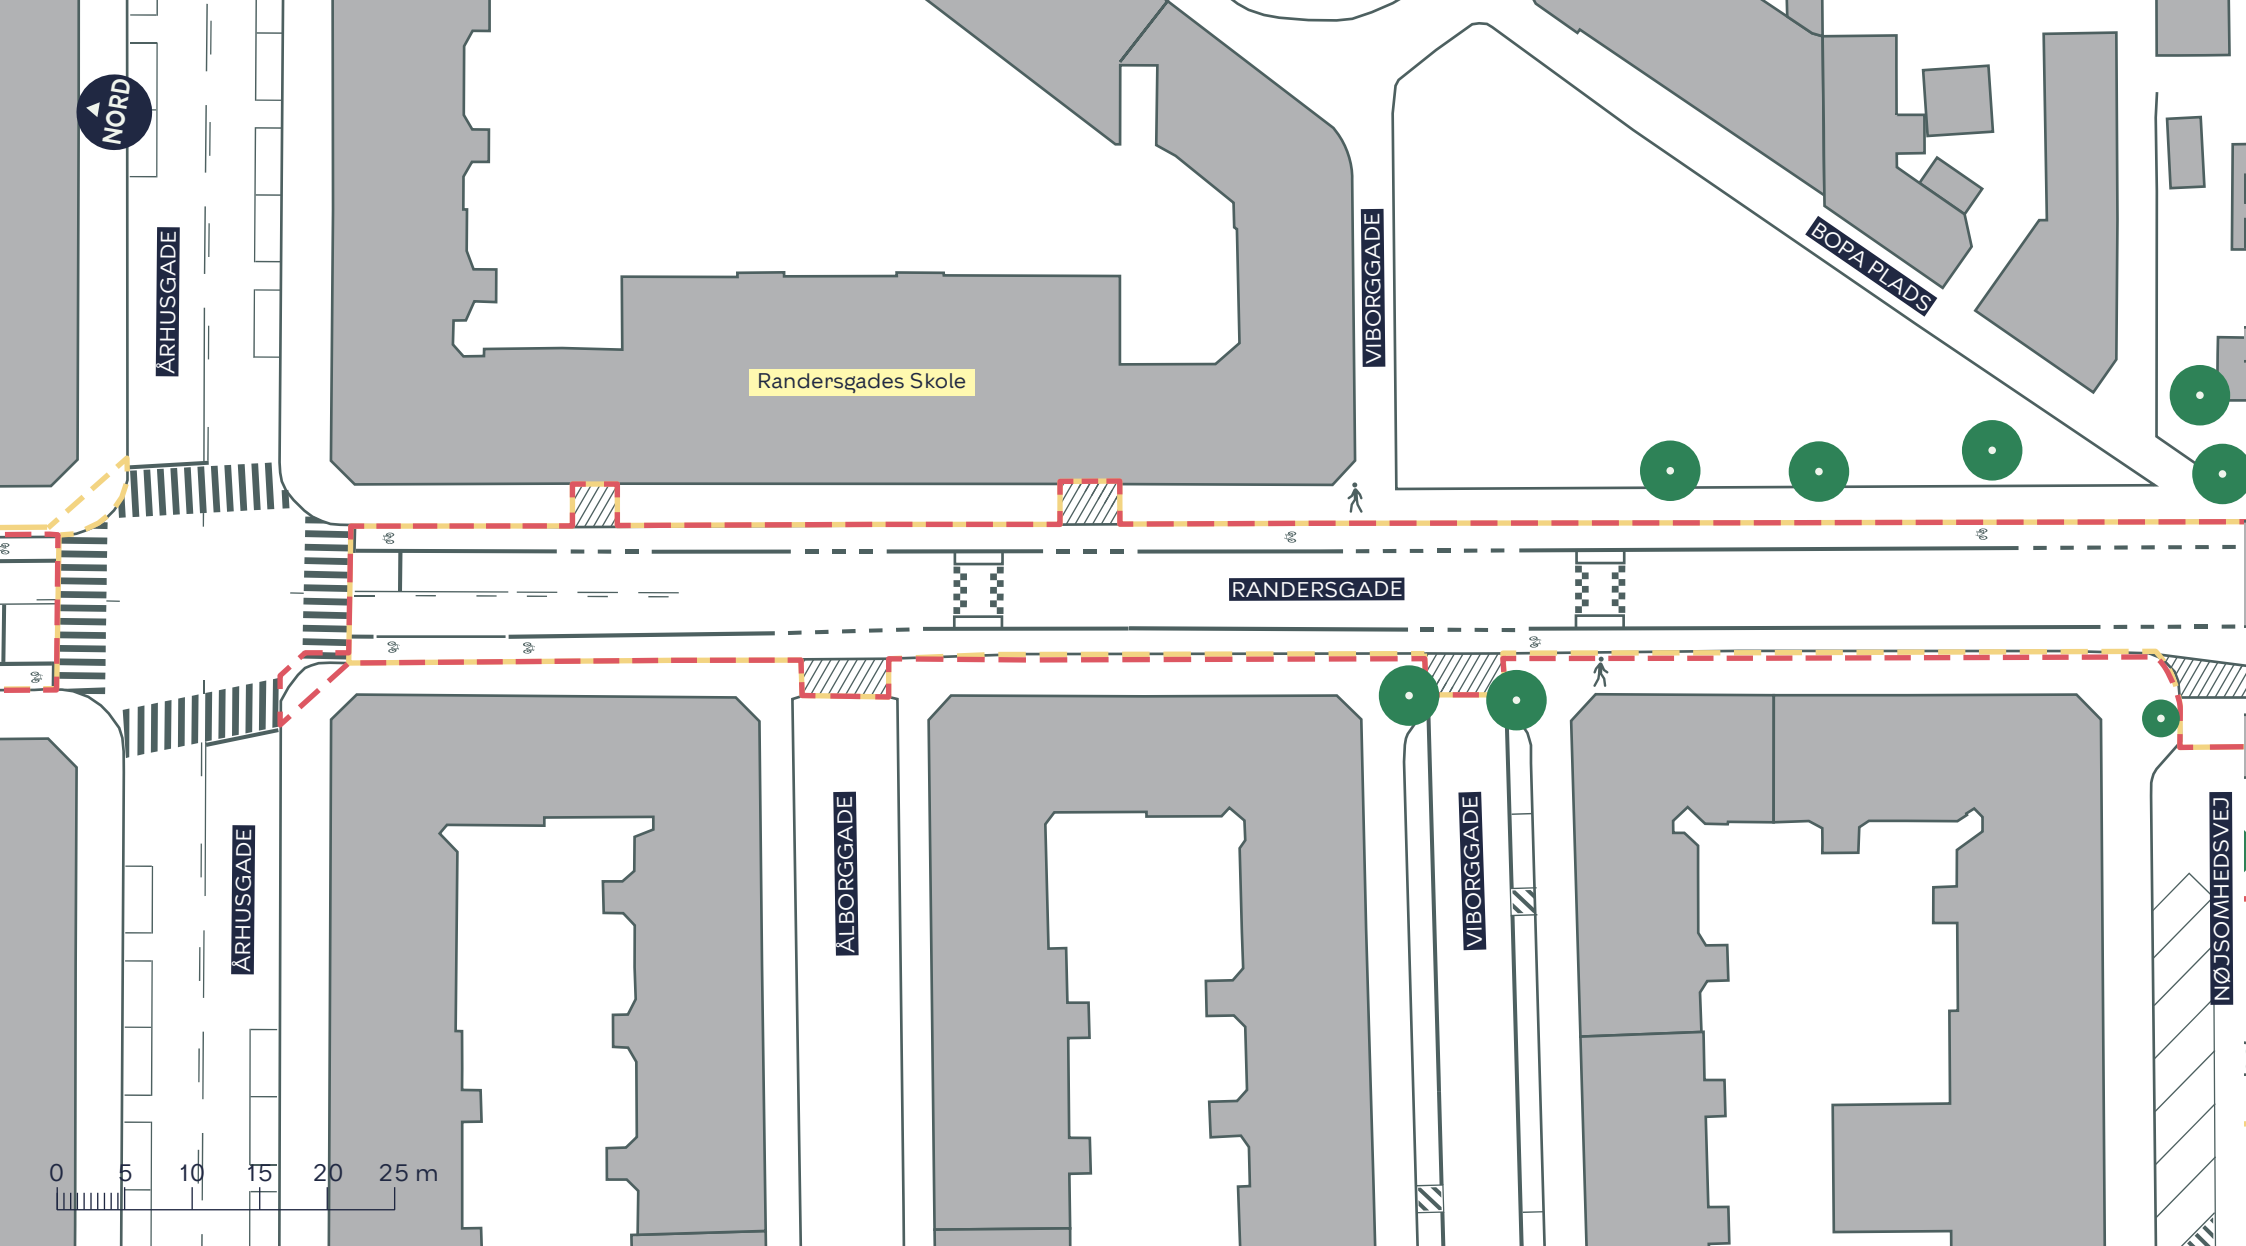 NORD
ÅRHUSGADE
VIBORGGADE
BOPA PLADS
Randersgades Skole
RANDERSGADE
ÅRHUSGADE
ÅLBORGGADE
VIBORGGADE
NØJSOMHEDSVEJ
0 5 10 15 20 25 m